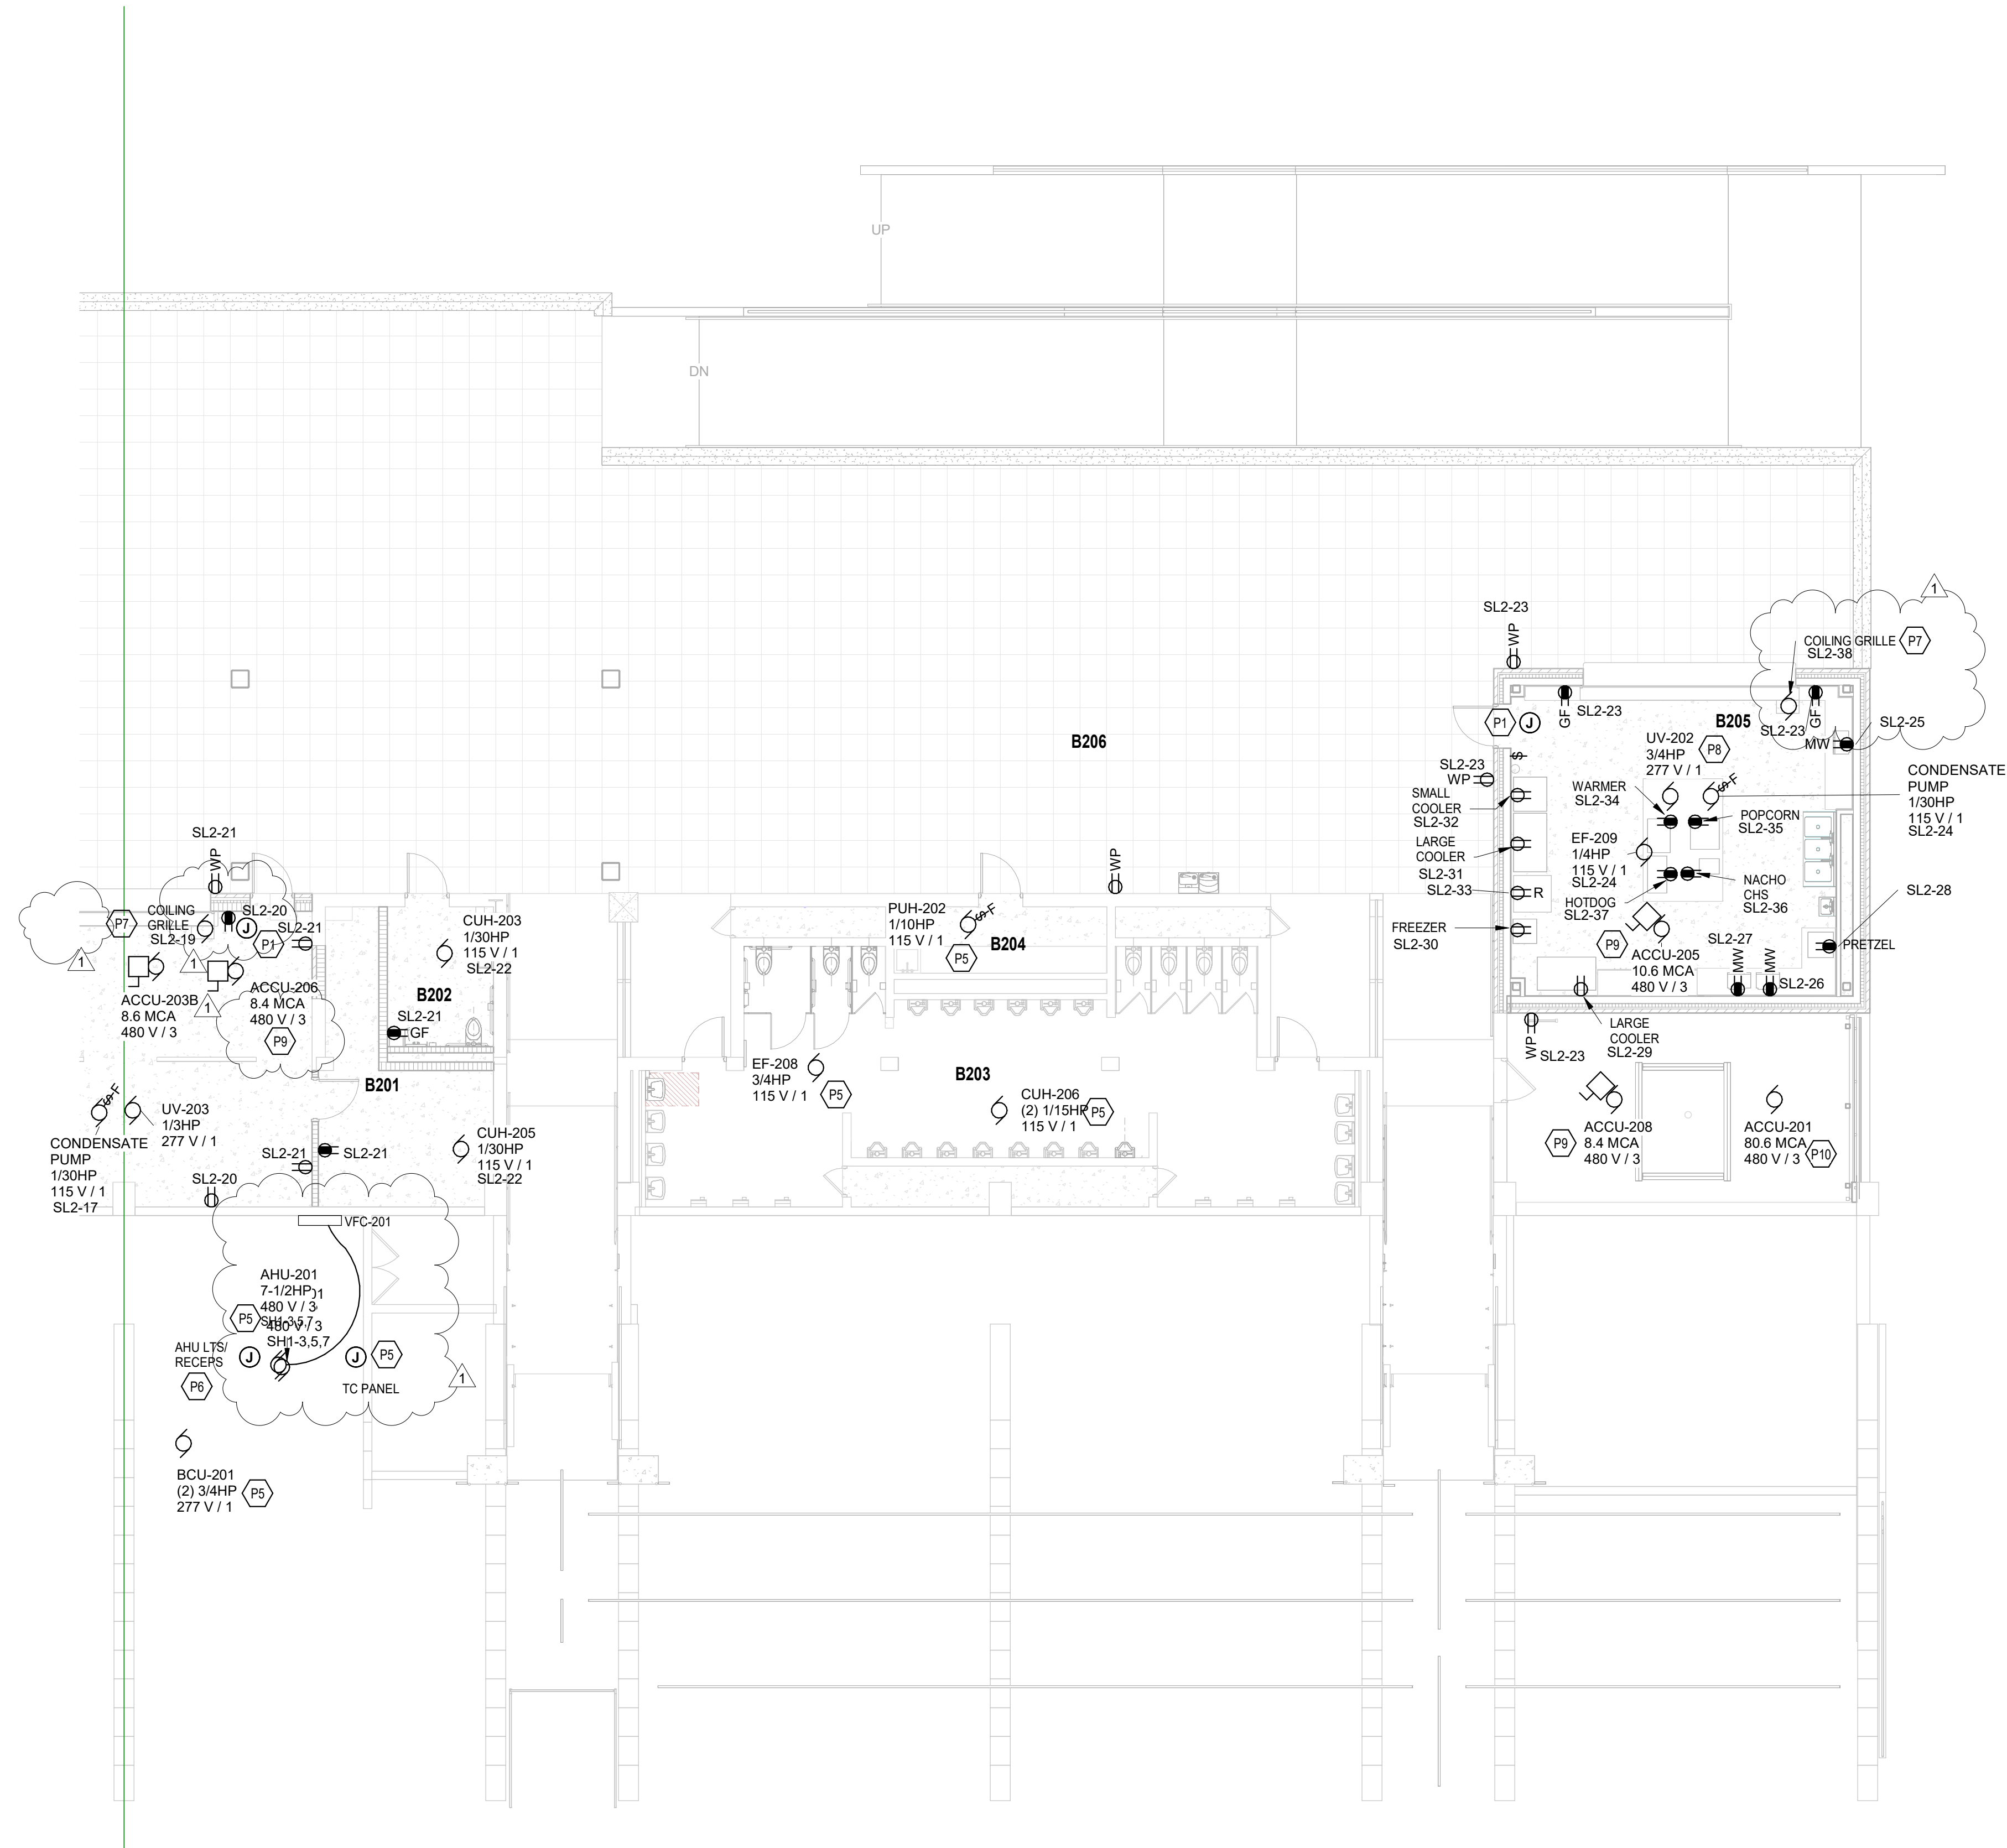 UP
DN
B206
SL2-23
WP
1
COILING GRILLE
SL2-38
P7
P1
J
GF
SL2-23
B205
SL2-23
GF
SL2-25
MW
UV-202
3/4HP
277 V / 1
P8
$
SL2-23
WP
CONDENSATE
PUMP
1/30HP
115 V / 1
SL2-24
$-F
SMALL
COOLER
SL2-32
WARMER
SL2-34
POPCORN
SL2-35
LARGE
COOLER
SL2-31
EF-209
1/4HP
115 V / 1
SL2-24
SL2-33
R
NACHO
CHS
SL2-36
HOTDOG
SL2-37
SL2-28
PRETZEL
FREEZER
SL2-30
P9
ACCU-205
10.6 MCA
480 V / 3
SL2-27
MW
MW
SL2-26
LARGE
COOLER
SL2-29
WP
SL2-23
P9
ACCU-208
8.4 MCA
480 V / 3
ACCU-201
80.6 MCA
480 V / 3
P10
SL2-21
WP
WP
P7
COILING
GRILLE
SL2-19
SL2-20
J
P1
SL2-21
1
1
1
ACCU-203B
8.6 MCA
480 V / 3
ACCU-206
8.4 MCA
480 V / 3
P9
CUH-203
1/30HP
115 V / 1
SL2-22
B202
SL2-21
GF
PUH-202
1/10HP
115 V / 1
$-F
P5
B204
B201
EF-208
3/4HP
115 V / 1
P5
B203
CUH-206
(2) 1/15HP
115 V / 1
P5
$-F
UV-203
1/3HP
277 V / 1
CONDENSATE
PUMP
1/30HP
115 V / 1
SL2-17
CUH-205
1/30HP
115 V / 1
SL2-22
SL2-21
SL2-21
SL2-20
VFC-201
AHU-201
7-1/2HP
480 V / 3
SH1-3,5,7
480 V / 3
SH1-3,5,7
P5
AHU LTS/
RECEPS
P6
J
J
P5
TC PANEL
1
BCU-201
(2) 3/4HP
277 V / 1
P5